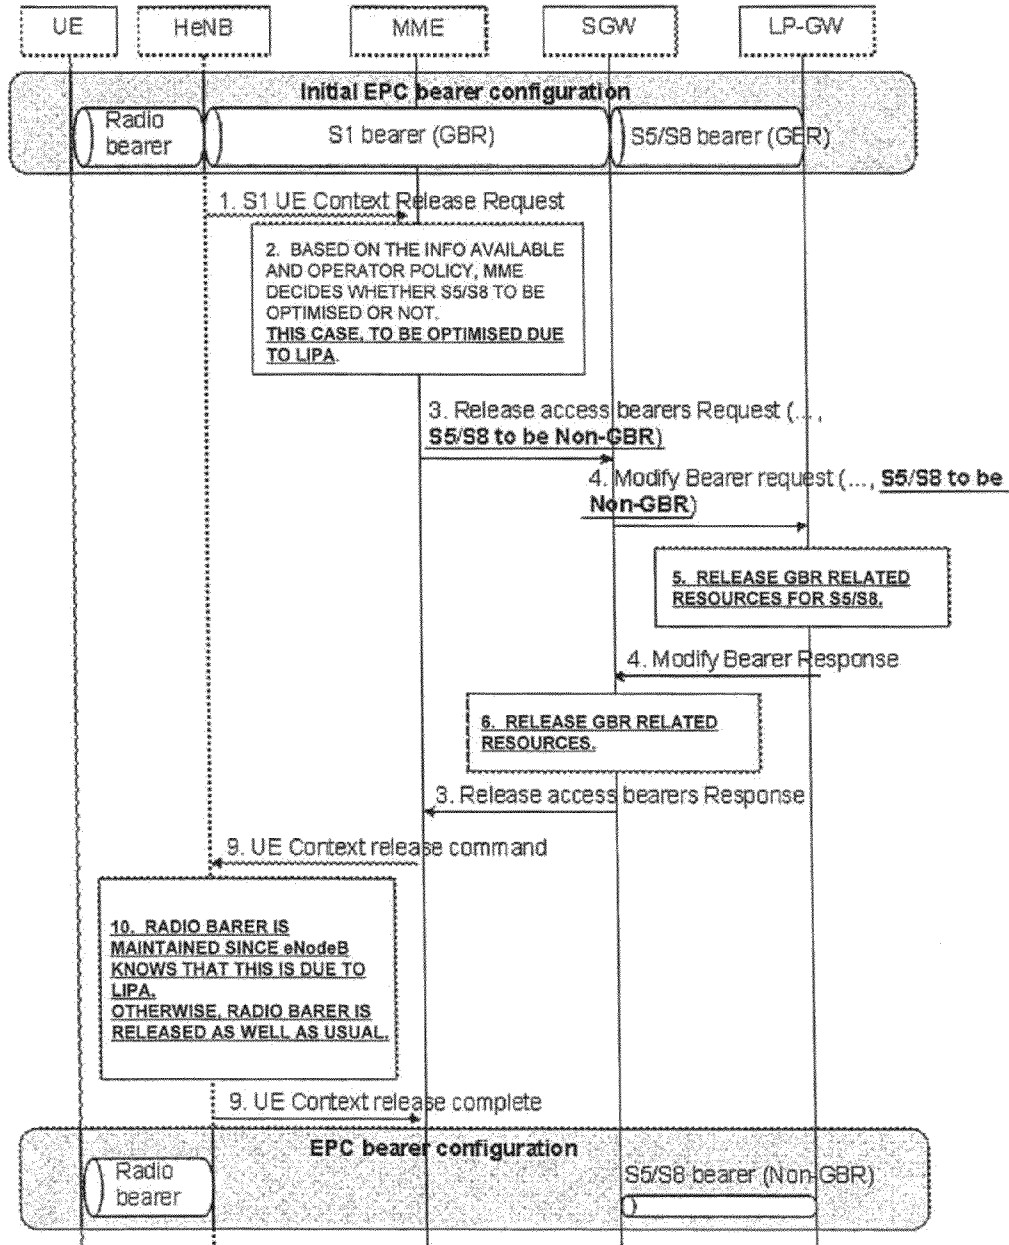 UE HeNB MME SGW LP-GW
Initial EPC bearer configuration
Radio
bearer
S1 bearer (GBR)
S5/S8 bearer (GBR)
1. S1 UE Context Release Request
2. BASED ON THE INFO AVAILABLE
AND OPERATOR POLICY, MME
DECIDES WHETHER S5/S8 TO BE
OPTIMISED OR NOT.
THIS CASE, TO BE OPTIMISED DUE
TO LIPA.
3. Release access bearers Request (...,
S5/S8 to be Non-GBR)
4. Modify Bearer request (..., S5/S8 to be
Non-GBR)
5. RELEASE GBR RELATED
RESOURCES FOR S5/S8.
4. Modify Bearer Response
6. RELEASE GBR RELATED
RESOURCES.
3. Release access bearers Response
9. UE Context release command
10. RADIO BARER IS
MAINTAINED SINCE eNodeB
KNOWS THAT THIS IS DUE TO
LIPA.
OTHERWISE, RADIO BARER IS
RELEASED AS WELL AS USUAL.
9. UE Context release complete
EPC bearer configuration
Radio
bearer
S5/S8 bearer (Non-GBR)